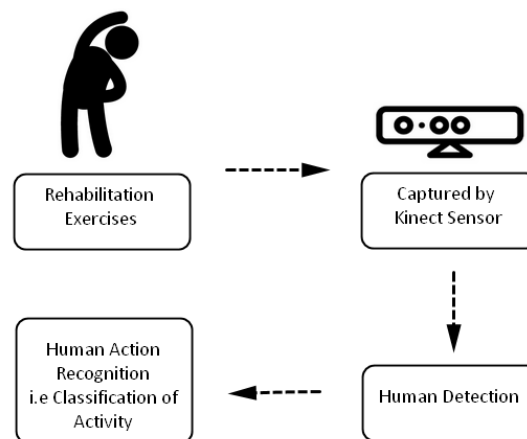 Rehabilitation
Exercises
Captured by
Kinect Sensor
Human Action
Recognition
i.e Classification of
Activity
Human Detection